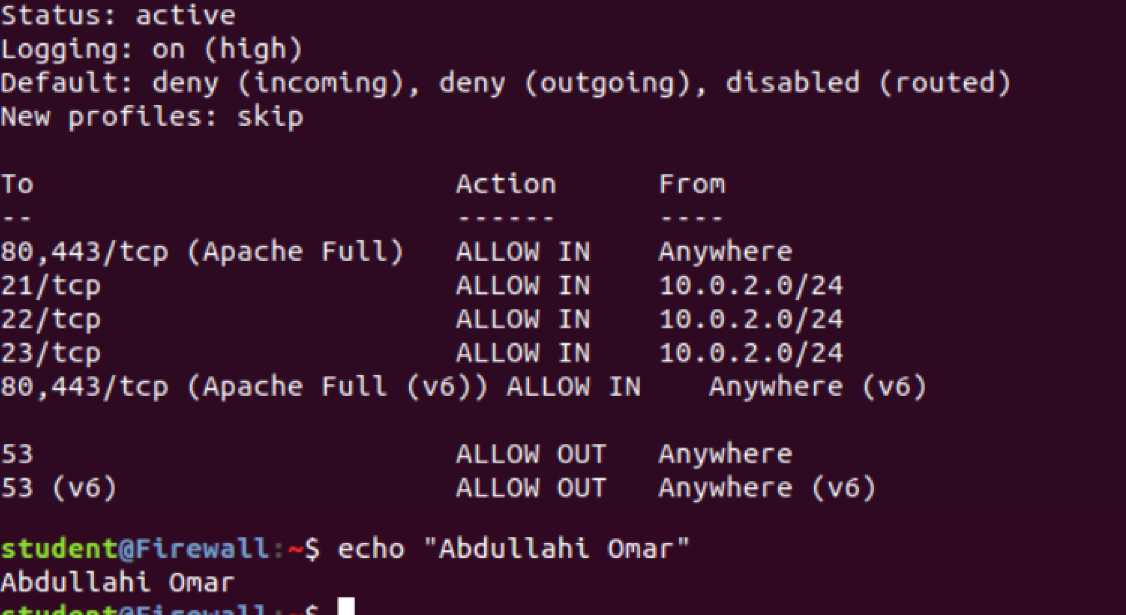 Status: active
Logging: on (high)
Default: deny (incoming), deny (outgoing), disabled (routed)
New profiles: skip
To Action From
-- ------ ----
80,443/tcp (Apache Full) ALLOW IN Anywhere
21/tcp ALLOW IN 10.0.2.0/24
22/tcp ALLOW IN 10.0.2.0/24
23/tcp ALLOW IN 10.0.2.0/24
80,443/tcp (Apache Full (v6)) ALLOW IN Anywhere (v6)
53 ALLOW OUT Anywhere
53 (v6) ALLOW OUT Anywhere (v6)
student@Firewall:~$ echo "Abdullahi Omar"
Abdullahi Omar
student@Firewall:~$